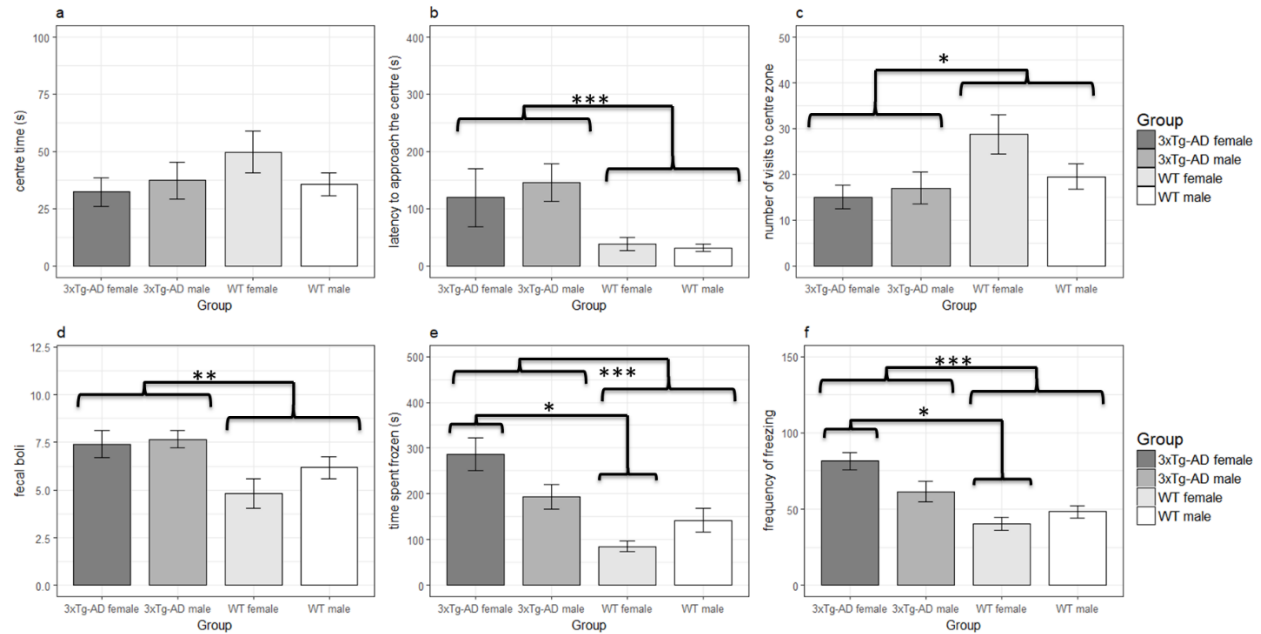 a
centre time (s)
100
75
50
25
0
3xTg-AD female 3xTg-AD male WT female WT male
Group
b
latency to approach the centre (s)
400
300
200
100
0
***
3xTg-AD female 3xTg-AD male WT female WT male
Group
c
number of visits to centre zone
50
40
30
20
10
0
*
3xTg-AD female 3xTg-AD male WT female WT male
Group
Group
3xTg-AD female
3xTg-AD male
WT female
WT male
d
fecal boli
12.5
10.0
7.5
5.0
2.5
0.0
**
3xTg-AD female 3xTg-AD male WT female WT male
Group
e
time spent frozen (s)
500
400
300
200
100
0
***
*
3xTg-AD female 3xTg-AD male WT female WT male
Group
f
frequency of freezing
150
100
50
0
***
*
3xTg-AD female 3xTg-AD male WT female WT male
Group
Group
3xTg-AD female
3xTg-AD male
WT female
WT male